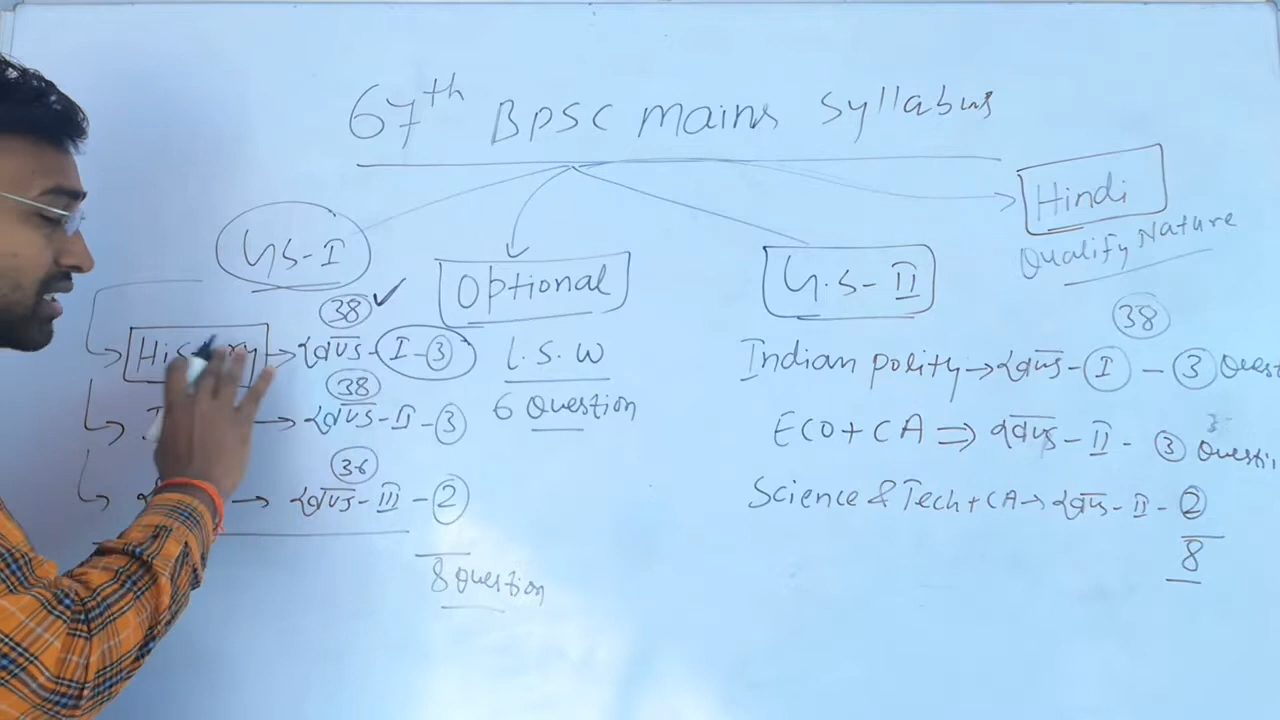 67th BPSC mains Syllabus
Hindi
Qualify Nature
GS-I
Optional
G.S-II
38
History → खण्ड - I - 3
38
→ खण्ड - II - 3
36
→ खण्ड - III - 2
8 Question
L.S.W
6 Question
38
Indian polity → खण्ड - I - 3
ECO + CA ⇒ खण्ड - II - 3
Science & Tech + CA → खण्ड - II - 2
8